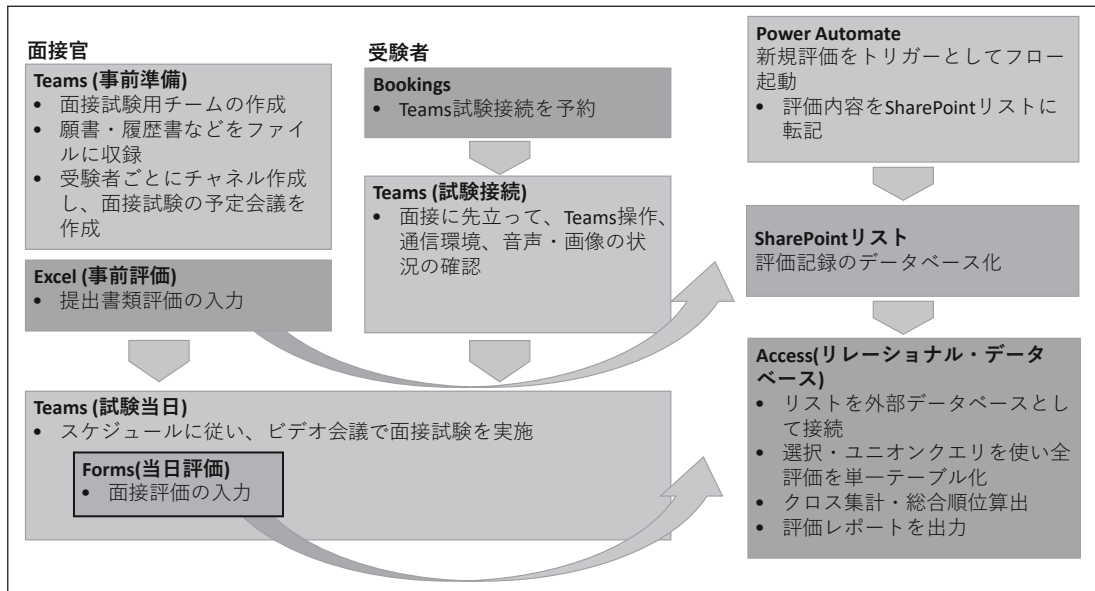 面接官
Teams (事前準備)
• 面接試験用チームの作成
• 願書・履歴書などをファイ
ルに収録
• 受験者ごとにチャネル作成
し、面接試験の予定会議を
作成
Excel (事前評価)
• 提出書類評価の入力
受験者
Bookings
• Teams試験接続を予約
Teams (試験接続)
• 面接に先立って、Teams操作、
通信環境、音声・画像の状
況の確認
Teams (試験当日)
• スケジュールに従い、ビデオ会議で面接試験を実施
Forms(当日評価)
• 面接評価の入力
Power Automate
新規評価をトリガーとしてフロー
起動
• 評価内容をSharePointリストに
転記
SharePointリスト
評価記録のデータベース化
Access(リレーショナル・データ
ベース)
• リストを外部データベースとし
て接続
• 選択・ユニオンクエリを使い全
評価を単一テーブル化
• クロス集計・総合順位算出
• 評価レポートを出力